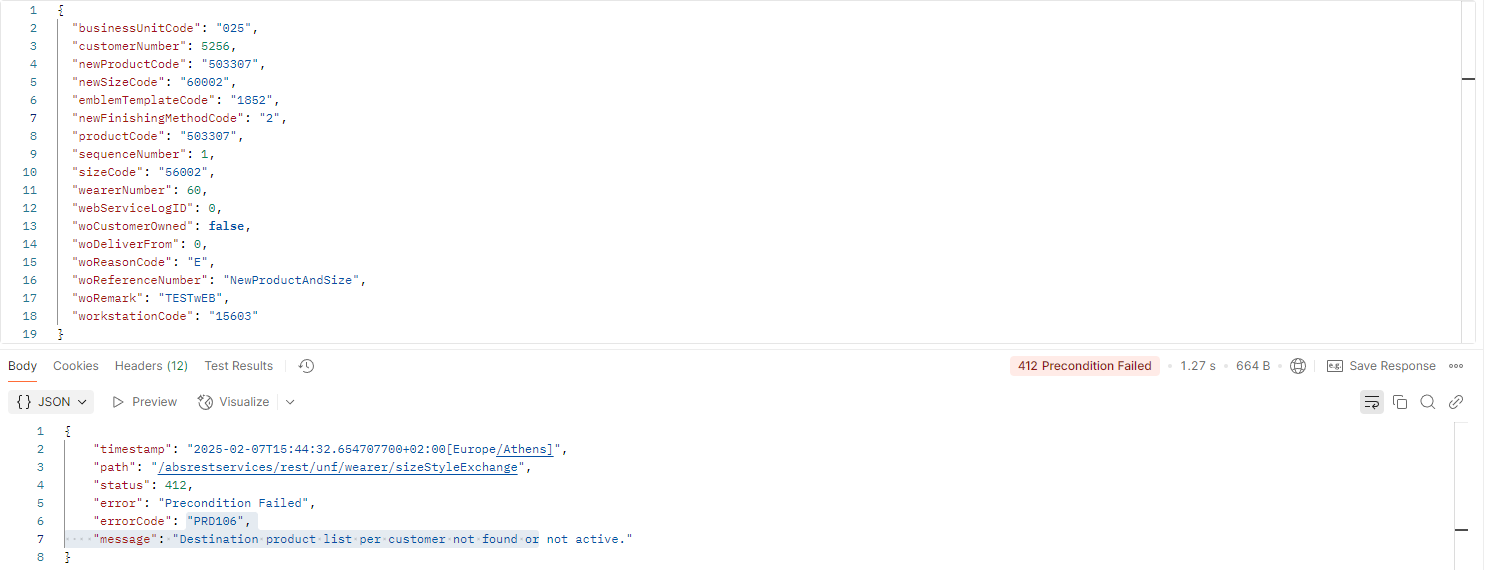 1 {
2 "businessUnitCode": "025",
3 "customerNumber": 5256,
4 "newProductCode": "503307",
5 "newSizeCode": "60002",
6 "emblemTemplateCode": "1852",
7 "newFinishingMethodCode": "2",
8 "productCode": "503307",
9 "sequenceNumber": 1,
10 "sizeCode": "56002",
11 "wearerNumber": 60,
12 "webServiceLogID": 0,
13 "woCustomerOwned": false,
14 "woDeliverFrom": 0,
15 "woReasonCode": "E",
16 "woReferenceNumber": "NewProductAndSize",
17 "woRemark": "TESTwEB",
18 "workstationCode": "15603"
19 }
Body Cookies Headers (12) Test Results 412 Precondition Failed • 1.27 s • 664 B • e.g. Save Response
{} JSON Preview Visualize
1 {
2 "timestamp": "2025-02-07T15:44:32.654707700+02:00[Europe/Athens]",
3 "path": "/absrestservices/rest/unf/wearer/sizeStyleExchange",
4 "status": 412,
5 "error": "Precondition Failed",
6 "errorCode": "PRD106",
7 "message": "Destination product list per customer not found or not active."
8 }